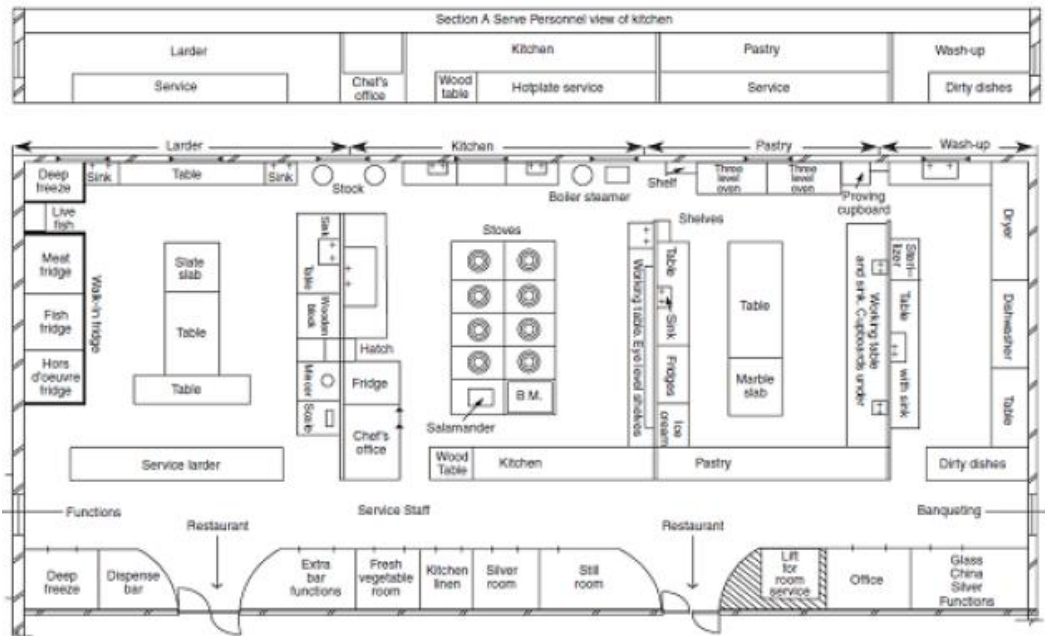 Section A Serve Personnel view of kitchen
Larder
Kitchen
Pastry
Wash-up
Service
Chef's
office
Wood
table
Hotplate service
Service
Dirty dishes
Larder
Kitchen
Pastry
Wash-up
Deep
freeze
Sink
Table
Sink
Stock
Boiler steamer
Shelf
Three
level
oven
Three
level
oven
Proving
cupboard
Live
fish
Shelves
Dryer
Meat
fridge
Fish
fridge
Hors
d'oeuvre
fridge
Walk-in fridge
Slate
slab
Table
Table
Sink
Table
Wooden
block
Mincer
Scale
Hatch
Fridge
Chef's
office
Stoves
Salamander
B.M.
Working table. Eye level shelves
Table
Sink
Fridges
Ice
cream
Table
Marble
slab
Working table
and sink. Cupboards under
Steri-
lizer
Table
with sink
Dishwasher
Table
Service larder
Wood
Table
Kitchen
Pastry
Dirty dishes
Functions
Service Staff
Banqueting
Restaurant
Restaurant
Deep
freeze
Dispense
bar
Extra
bar
functions
Fresh
vegetable
room
Kitchen
linen
Silver
room
Still
room
Lift
for
room
service
Office
Glass
China
Silver
Functions